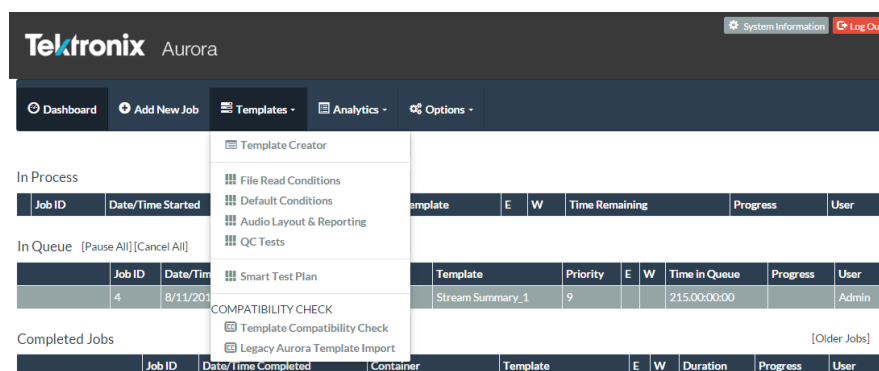 System Information Log Ou
Tektronix Aurora
Dashboard Add New Job Templates Analytics Options
Template Creator
File Read Conditions
Default Conditions
Audio Layout & Reporting
QC Tests
Smart Test Plan
COMPATIBILITY CHECK
Template Compatibility Check
Legacy Aurora Template Import
In Process
Job ID Date/Time Started emplate E W Time Remaining Progress User
In Queue [Pause All] [Cancel All]
Job ID Date/Tim Template Priority E W Time in Queue Progress User
4 8/11/201 Stream Summary_1 9 215.00:00:00 Admin
Completed Jobs [Older Jobs]
Job ID Date/Time Completed Container Template E W Duration Progress User